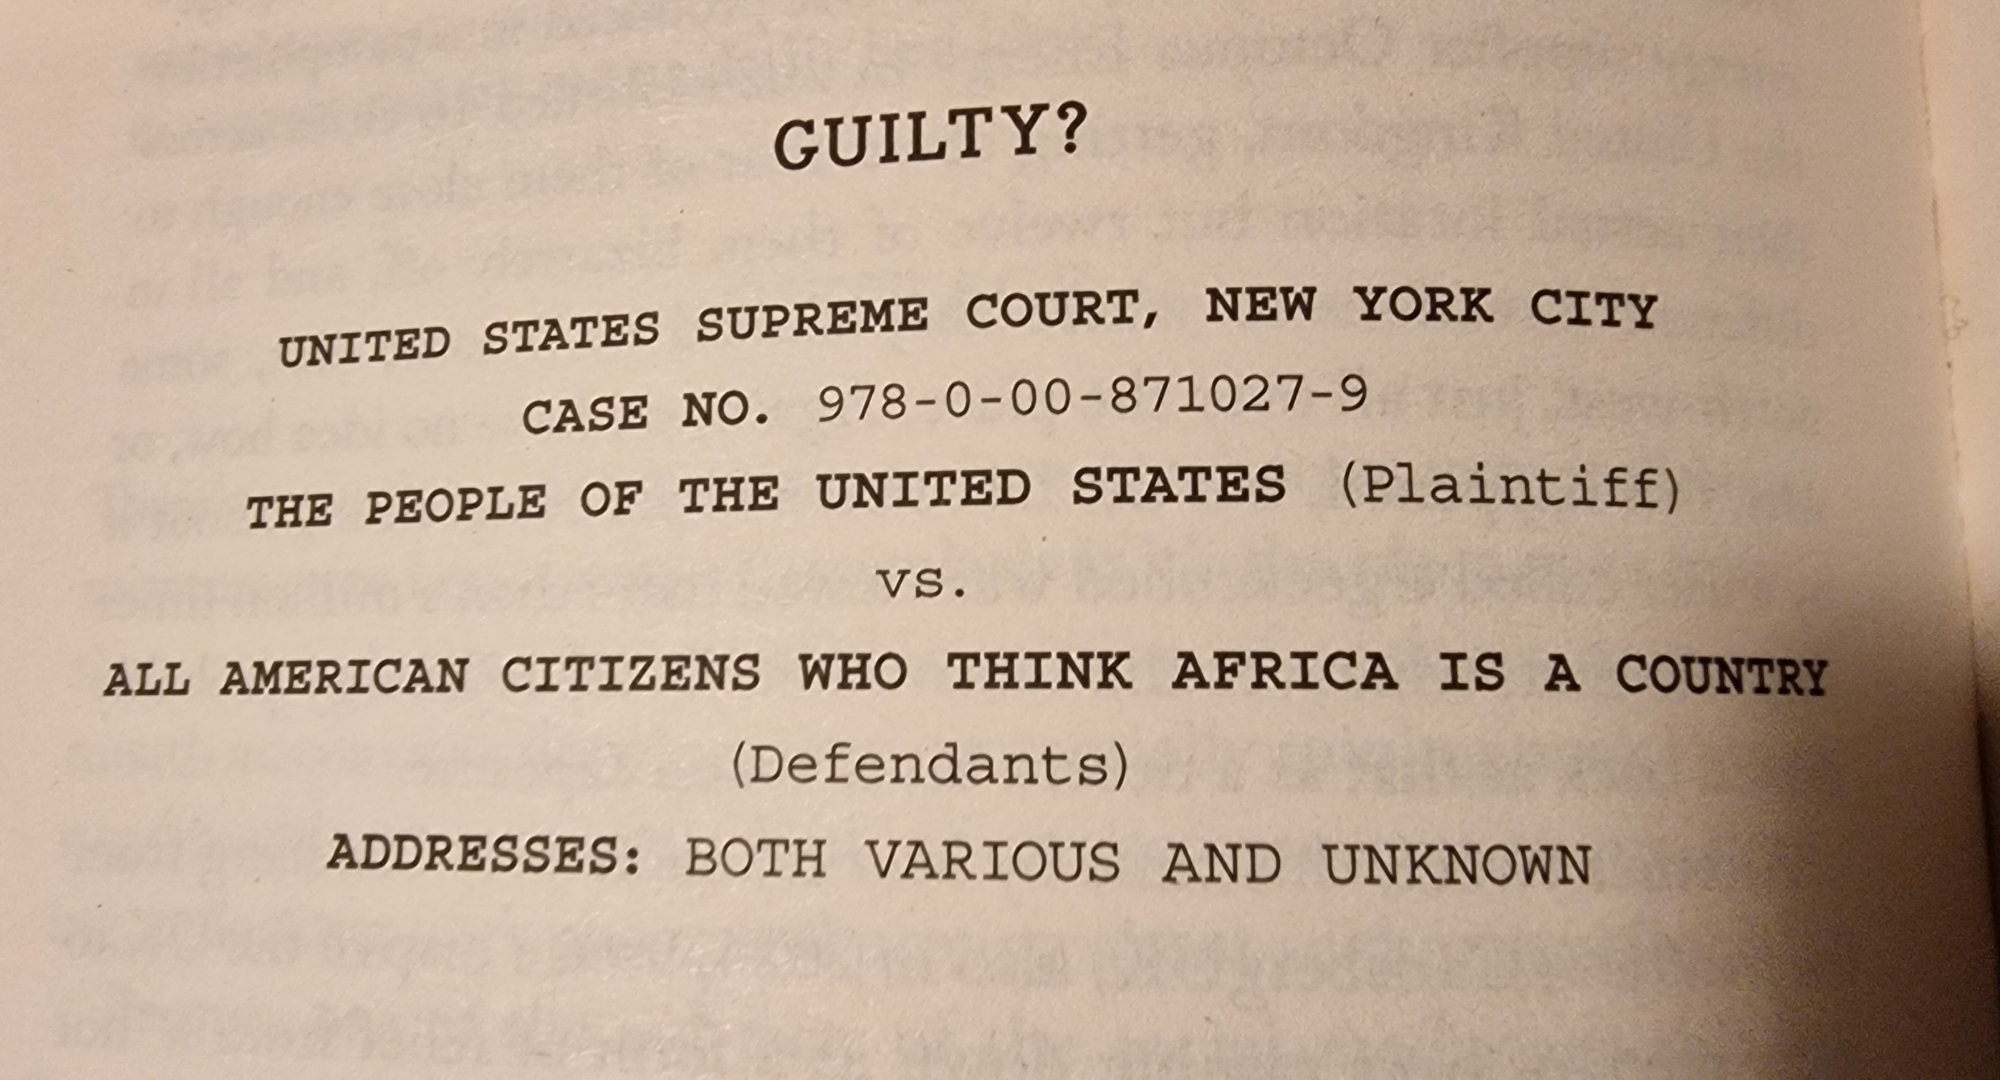 GUILTY?
UNITED STATES SUPREME COURT, NEW YORK CITY
CASE NO. 978-0-00-871027-9
THE PEOPLE OF THE UNITED STATES (Plaintiff)
vs.
ALL AMERICAN CITIZENS WHO THINK AFRICA IS A COUNTRY
(Defendants)
ADDRESSES: BOTH VARIOUS AND UNKNOWN